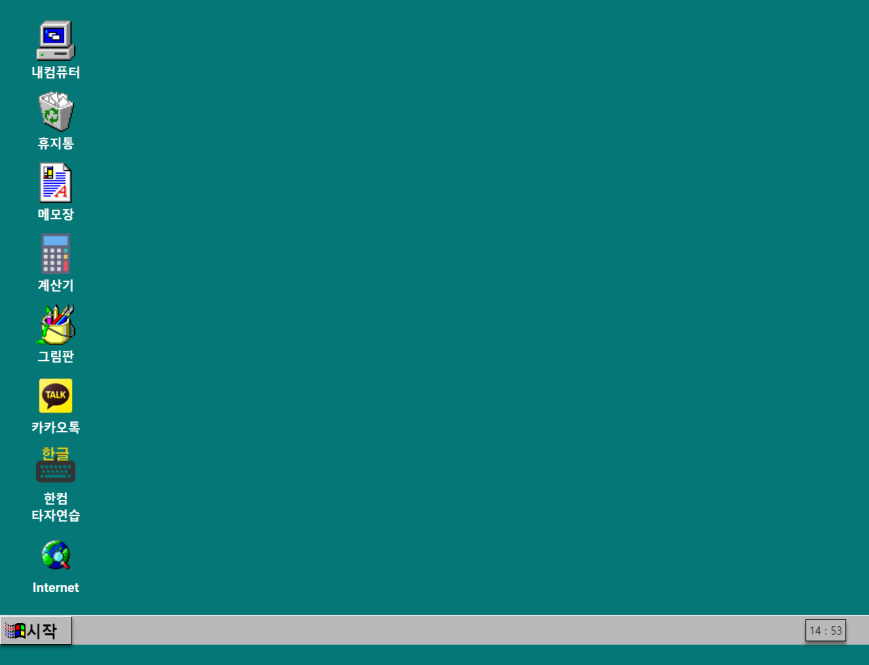 내컴퓨터
휴지통
메모장
계산기
그림판
TALK
카카오톡
한글
한컴
타자연습
Internet
시작
14 : 53